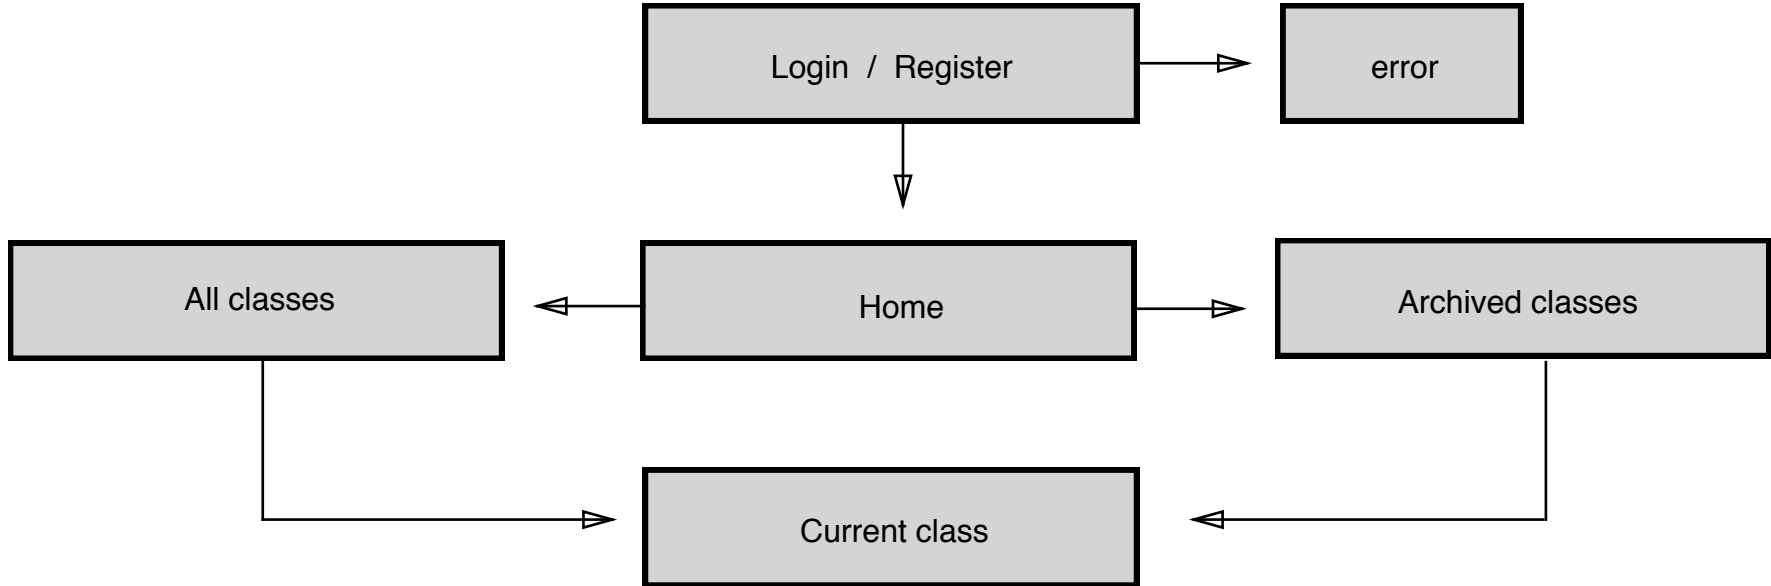 Login / Register
error
All classes
Home
Archived classes
Current class